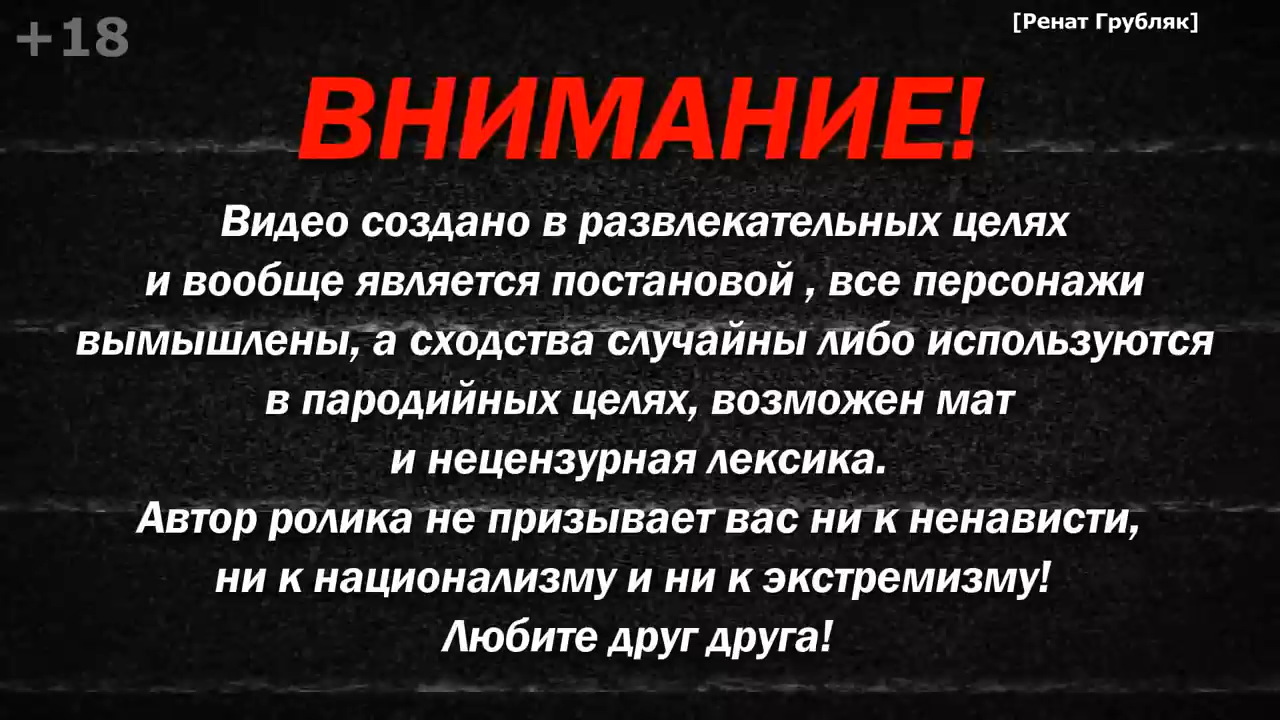 +18
[Ренат Грубляк]
ВНИМАНИЕ!
Видео создано в развлекательных целях
и вообще является постановой , все персонажи
вымышлены, а сходства случайны либо используются
в пародийных целях, возможен мат
и нецензурная лексика.
Автор ролика не призывает вас ни к ненависти,
ни к национализму и ни к экстремизму!
Любите друг друга!